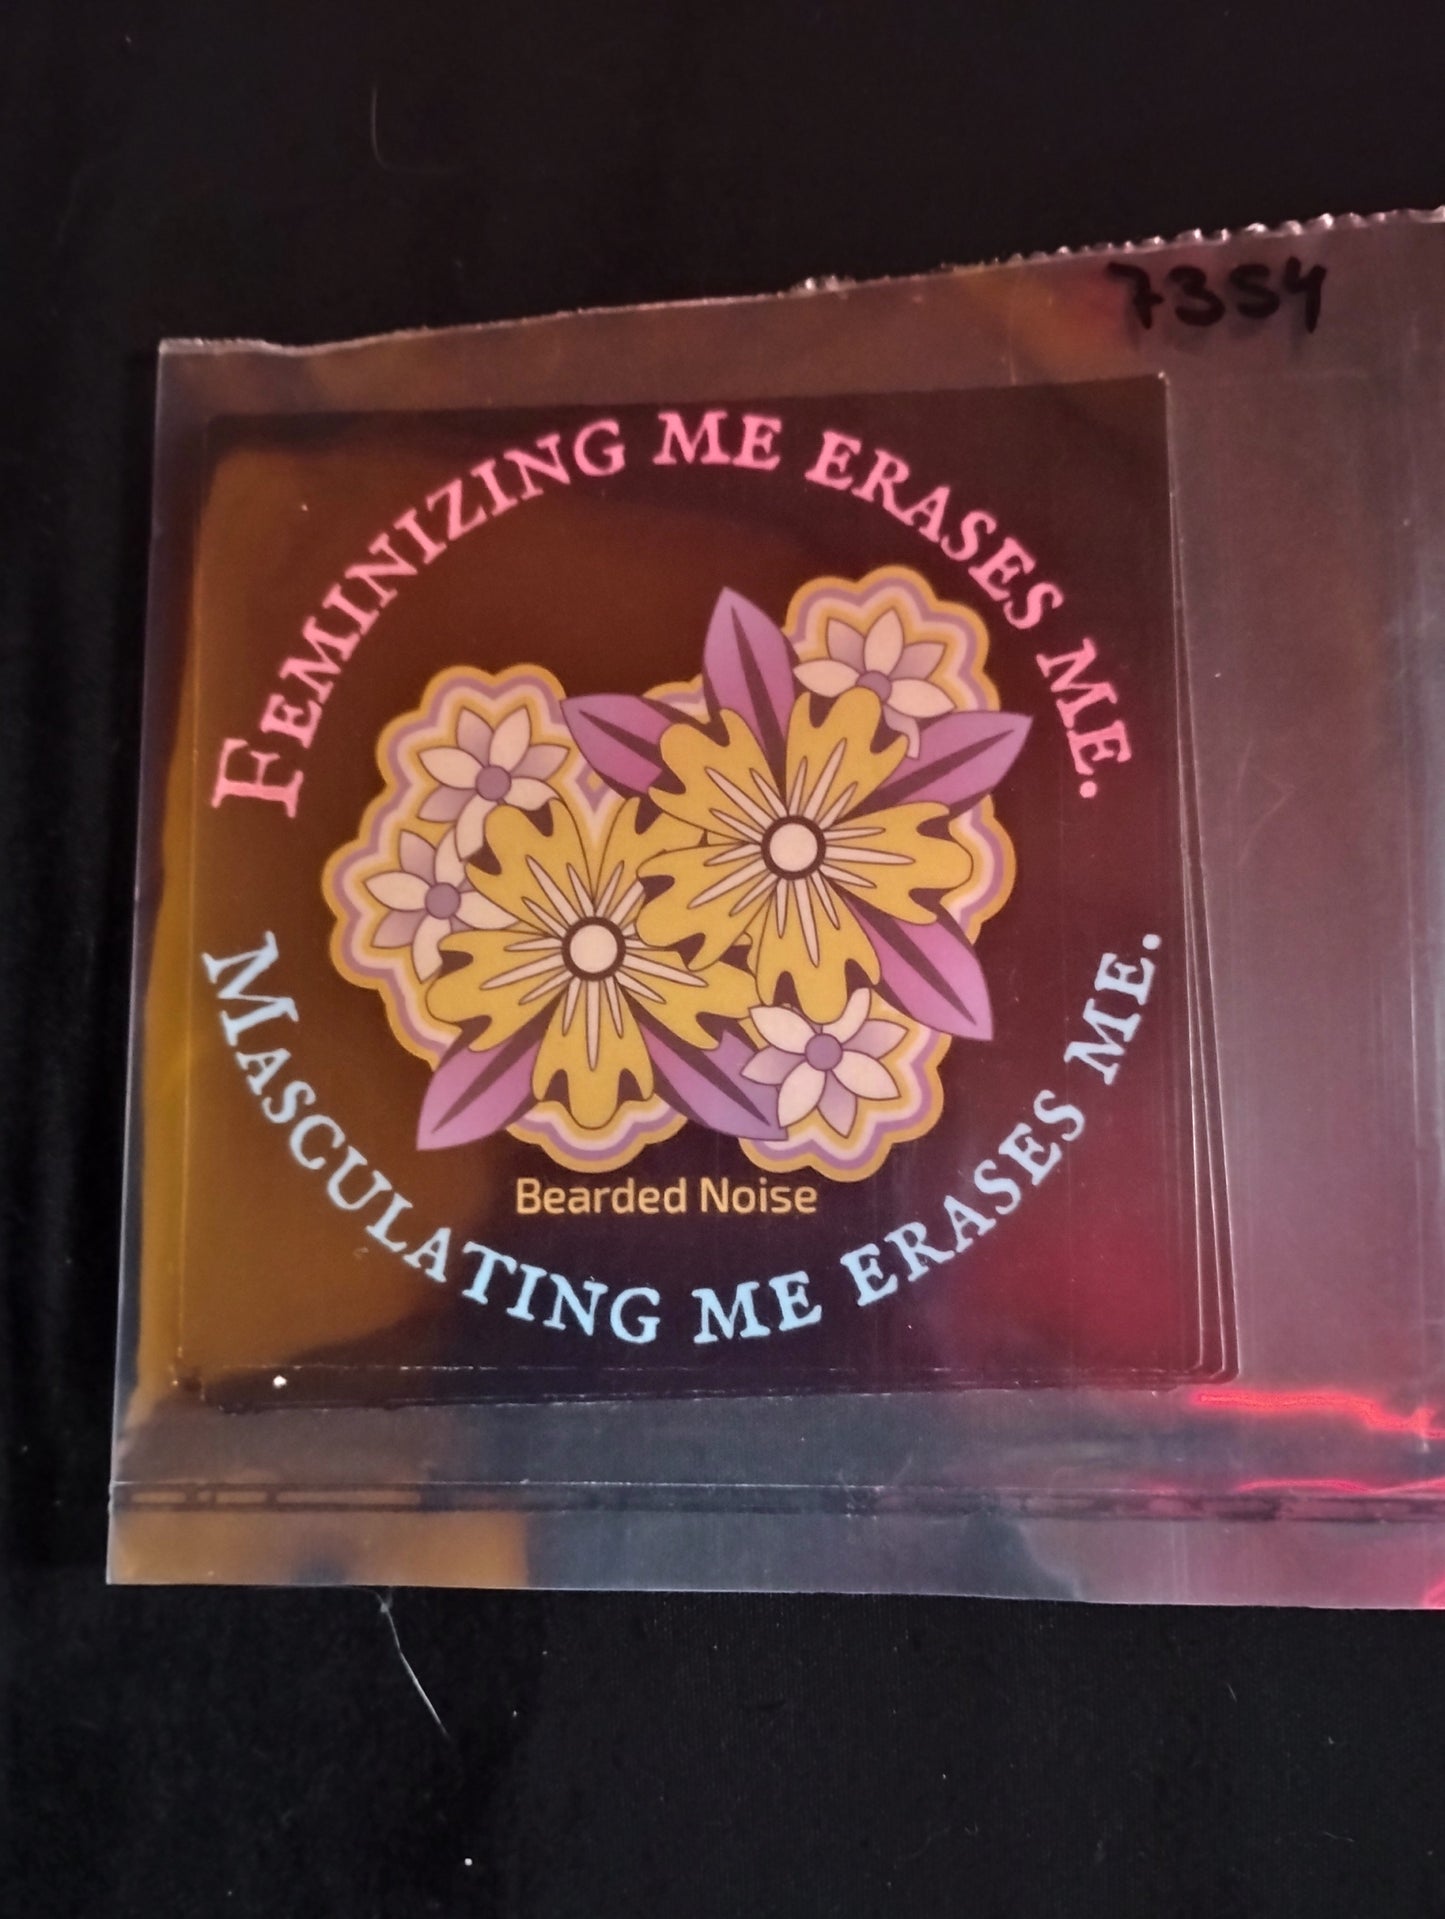 7354
FEMINIZING ME ERASES ME.
Bearded Noise
MASCULATING ME ERASES ME.